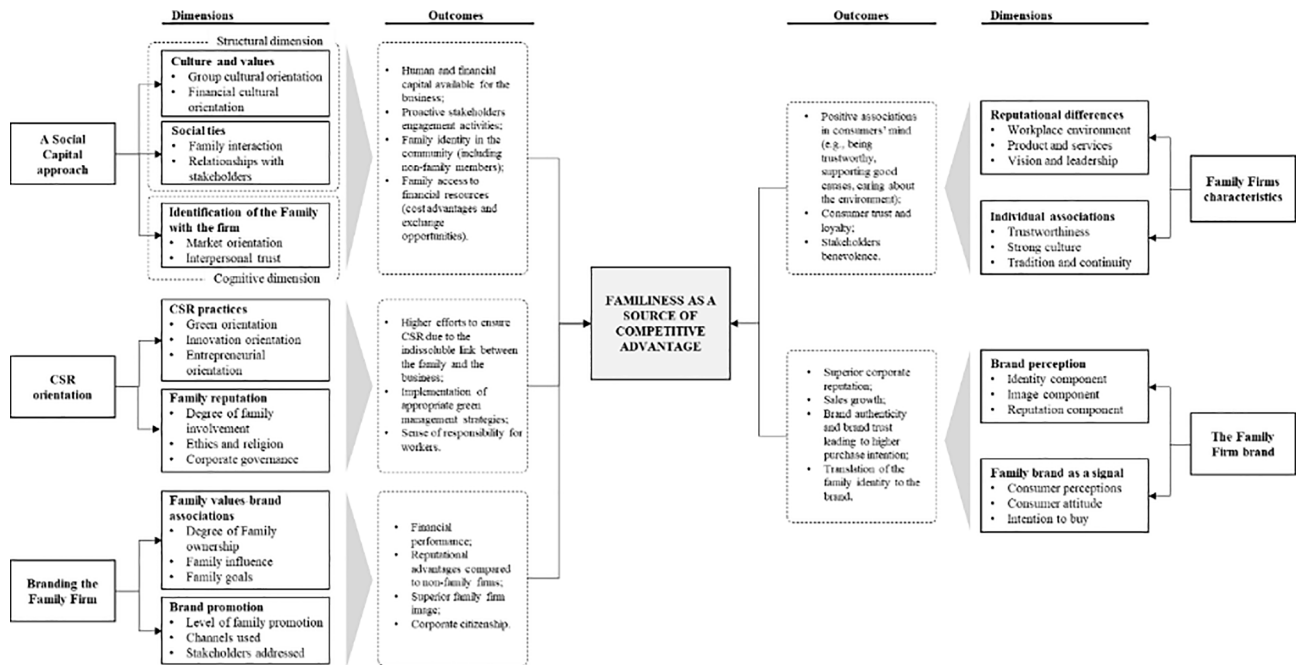 Dimensions
Outcomes
Structural dimension
A Social
Capital
approach
Culture and values
• Group cultural orientation
• Financial cultural
orientation
Social ties
• Family interaction
• Relationships with
stakeholders
Identification of the Family
with the firm
• Market orientation
• Interpersonal trust
Cognitive dimension
• Human and financial
capital available for the
business;
• Proactive stakeholders
engagement activities;
• Family identity in the
community (including
non-family members);
• Family access to
financial resources
(cost advantages and
exchange
opportunities).
CSR
orientation
CSR practices
• Green orientation
• Innovation orientation
• Entrepreneurial
orientation
Family reputation
• Degree of family
involvement
• Ethics and religion
• Corporate governance
• Higher efforts to ensure
CSR due to the
indissoluble link between
the family and the
business;
• Implementation of
appropriate green
management strategies;
• Sense of responsibility for
workers.
Branding the
Family Firm
Family values-brand
associations
• Degree of Family
ownership
• Family influence
• Family goals
Brand promotion
• Level of family promotion
• Channels used
• Stakeholders addressed
• Financial
performance;
• Reputational
advantages compared
to non-family firms;
• Superior family firm
image;
• Corporate citizenship.
FAMILINESS AS A
SOURCE OF
COMPETITIVE
ADVANTAGE
Outcomes
Dimensions
• Positive associations
in consumers' mind
(e.g., being
trustworthy,
supporting good
causes, caring about
the environment);
• Consumer trust and
loyalty;
• Stakeholders
benevolence.
Reputational differences
• Workplace environment
• Product and services
• Vision and leadership
Individual associations
• Trustworthiness
• Strong culture
• Tradition and continuity
Family Firms
characteristics
• Superior corporate
reputation;
• Sales growth;
• Brand authenticity
and brand trust
leading to higher
purchase intention;
• Translation of the
family identity to the
brand.
Brand perception
• Identity component
• Image component
• Reputation component
Family brand as a signal
• Consumer perceptions
• Consumer attitude
• Intention to buy
The Family
Firm brand